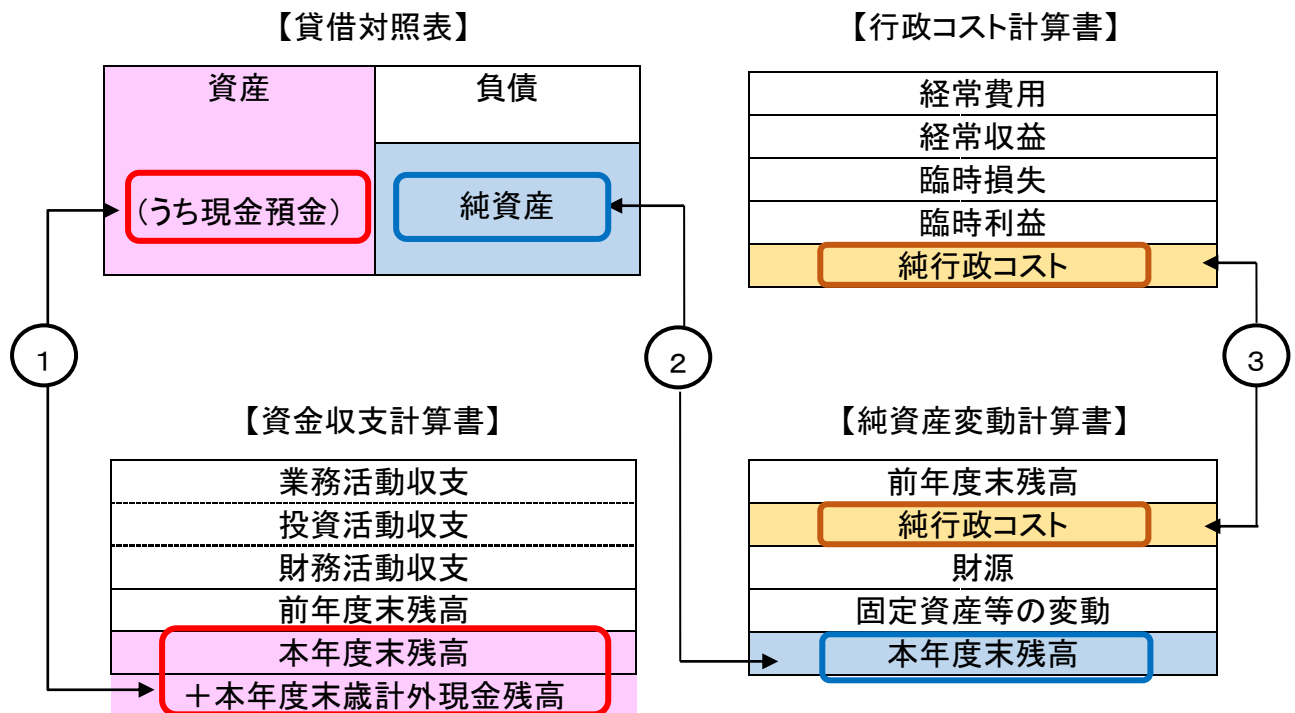 【貸借対照表】
資産
負債
(うち現金預金)
純資産
【行政コスト計算書】
経常費用
経常収益
臨時損失
臨時利益
純行政コスト
1
2
3
【資金収支計算書】
業務活動収支
投資活動収支
財務活動収支
前年度末残高
本年度末残高
+本年度末歳計外現金残高
【純資産変動計算書】
前年度末残高
純行政コスト
財源
固定資産等の変動
本年度末残高